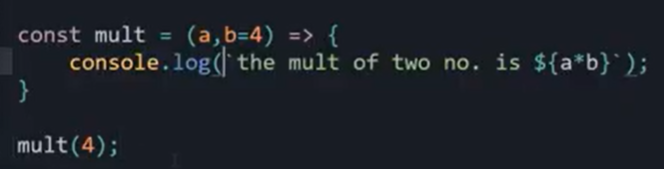 const mult = (a,b=4) => {
    console.log(`the mult of two no. is ${a*b}`);
}
mult(4);